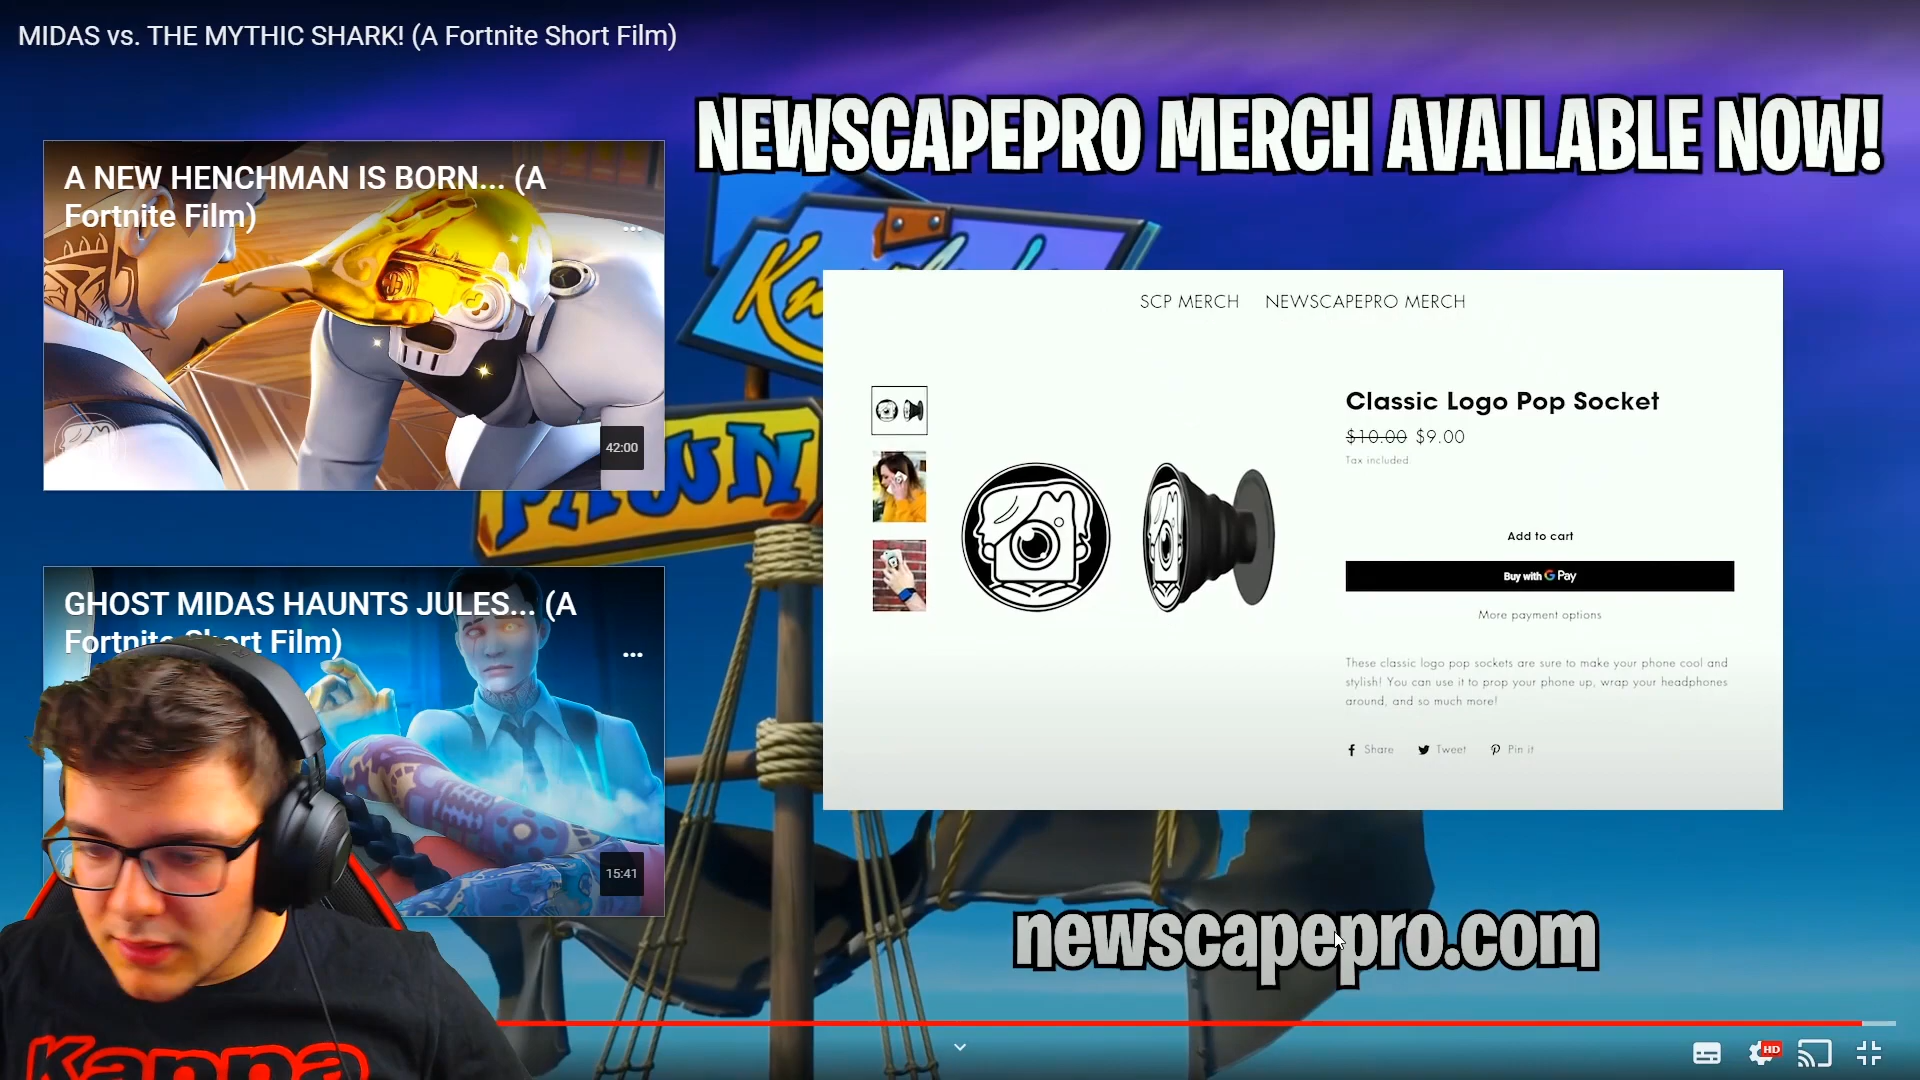 MIDAS vs. THE MYTHIC SHARK! (A Fortnite Short Film)
NEWSCAPEPRO MERCH AVAILABLE NOW!
A NEW HENCHMAN IS BORN... (A
Fortnite Film)
42:00
PAWN
SCP MERCH NEWSCAPEPRO MERCH
Classic Logo Pop Socket
$10.00 $9.00
Tax included.
Add to cart
Buy with G Pay
More payment options
These classic logo pop sockets are sure to make your phone cool and
stylish! You can use it to prop your phone up, wrap your headphones
around, and so much more!
Share Tweet Pin it
GHOST MIDAS HAUNTS JULES... (A
Fortnite Short Film)
15:41
newscapepro.com
Kappa
HD